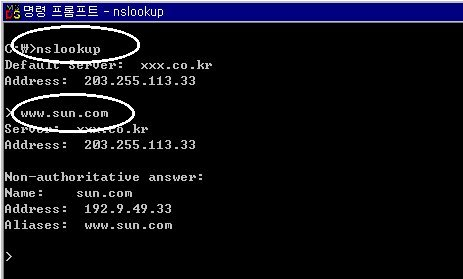 명령 프롬프트 - nslookup
C:₩>nslookup
Default Server:  xxx.co.kr
Address:  203.255.113.33
> www.sun.com
Server:  xxx.co.kr
Address:  203.255.113.33
Non-authoritative answer:
Name:    sun.com
Address:  192.9.49.33
Aliases:  www.sun.com
>